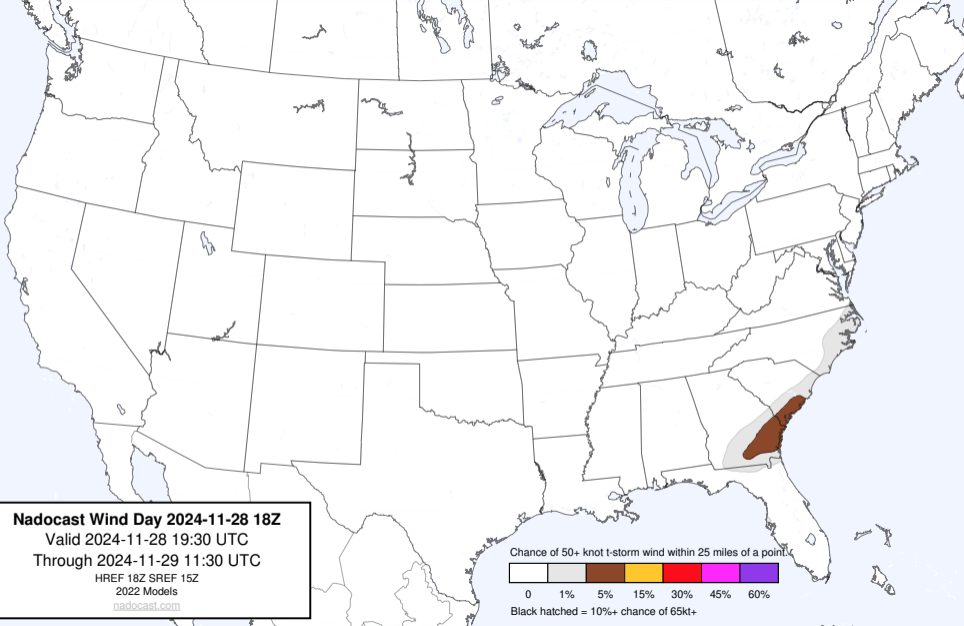 Nadocast Wind Day 2024-11-28 18Z
Valid 2024-11-28 19:30 UTC
Through 2024-11-29 11:30 UTC
HREF 18Z SREF 15Z
2022 Models
nadocast.com
Chance of 50+ knot t-storm wind within 25 miles of a point.
0 1% 5% 15% 30% 45% 60%
Black hatched = 10%+ chance of 65kt+